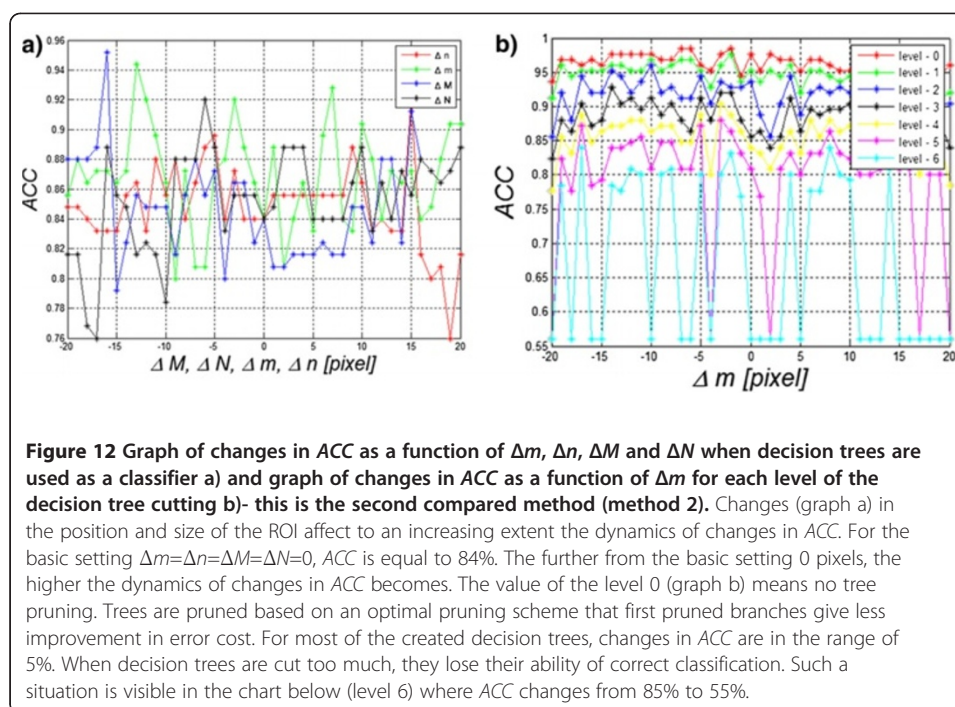 a)
b)
0.96
0.94
0.92
0.9
0.88
0.86
0.84
0.82
0.8
0.78
0.76
ACC
-20 -15 -10 -5 0 5 10 15 20
Δ M, Δ N, Δ m, Δ n [pixel]
Δ n
Δ m
Δ M
Δ N
1
0.95
0.9
0.85
0.8
0.75
0.7
0.65
0.6
0.55
ACC
-20 -15 -10 -5 0 5 10 20
Δ m [pixel]
level - 0
level - 1
level - 2
level - 3
level - 4
level - 5
level - 6
Figure 12 Graph of changes in ACC as a function of Δm, Δn, ΔM and ΔN when decision trees are
used as a classifier a) and graph of changes in ACC as a function of Δm for each level of the
decision tree cutting b)- this is the second compared method (method 2). Changes (graph a) in
the position and size of the ROI affect to an increasing extent the dynamics of changes in ACC. For the
basic setting Δm=Δn=ΔM=ΔN=0, ACC is equal to 84%. The further from the basic setting 0 pixels, the
higher the dynamics of changes in ACC becomes. The value of the level 0 (graph b) means no tree
pruning. Trees are pruned based on an optimal pruning scheme that first pruned branches give less
improvement in error cost. For most of the created decision trees, changes in ACC are in the range of
5%. When decision trees are cut too much, they lose their ability of correct classification. Such a
situation is visible in the chart below (level 6) where ACC changes from 85% to 55%.